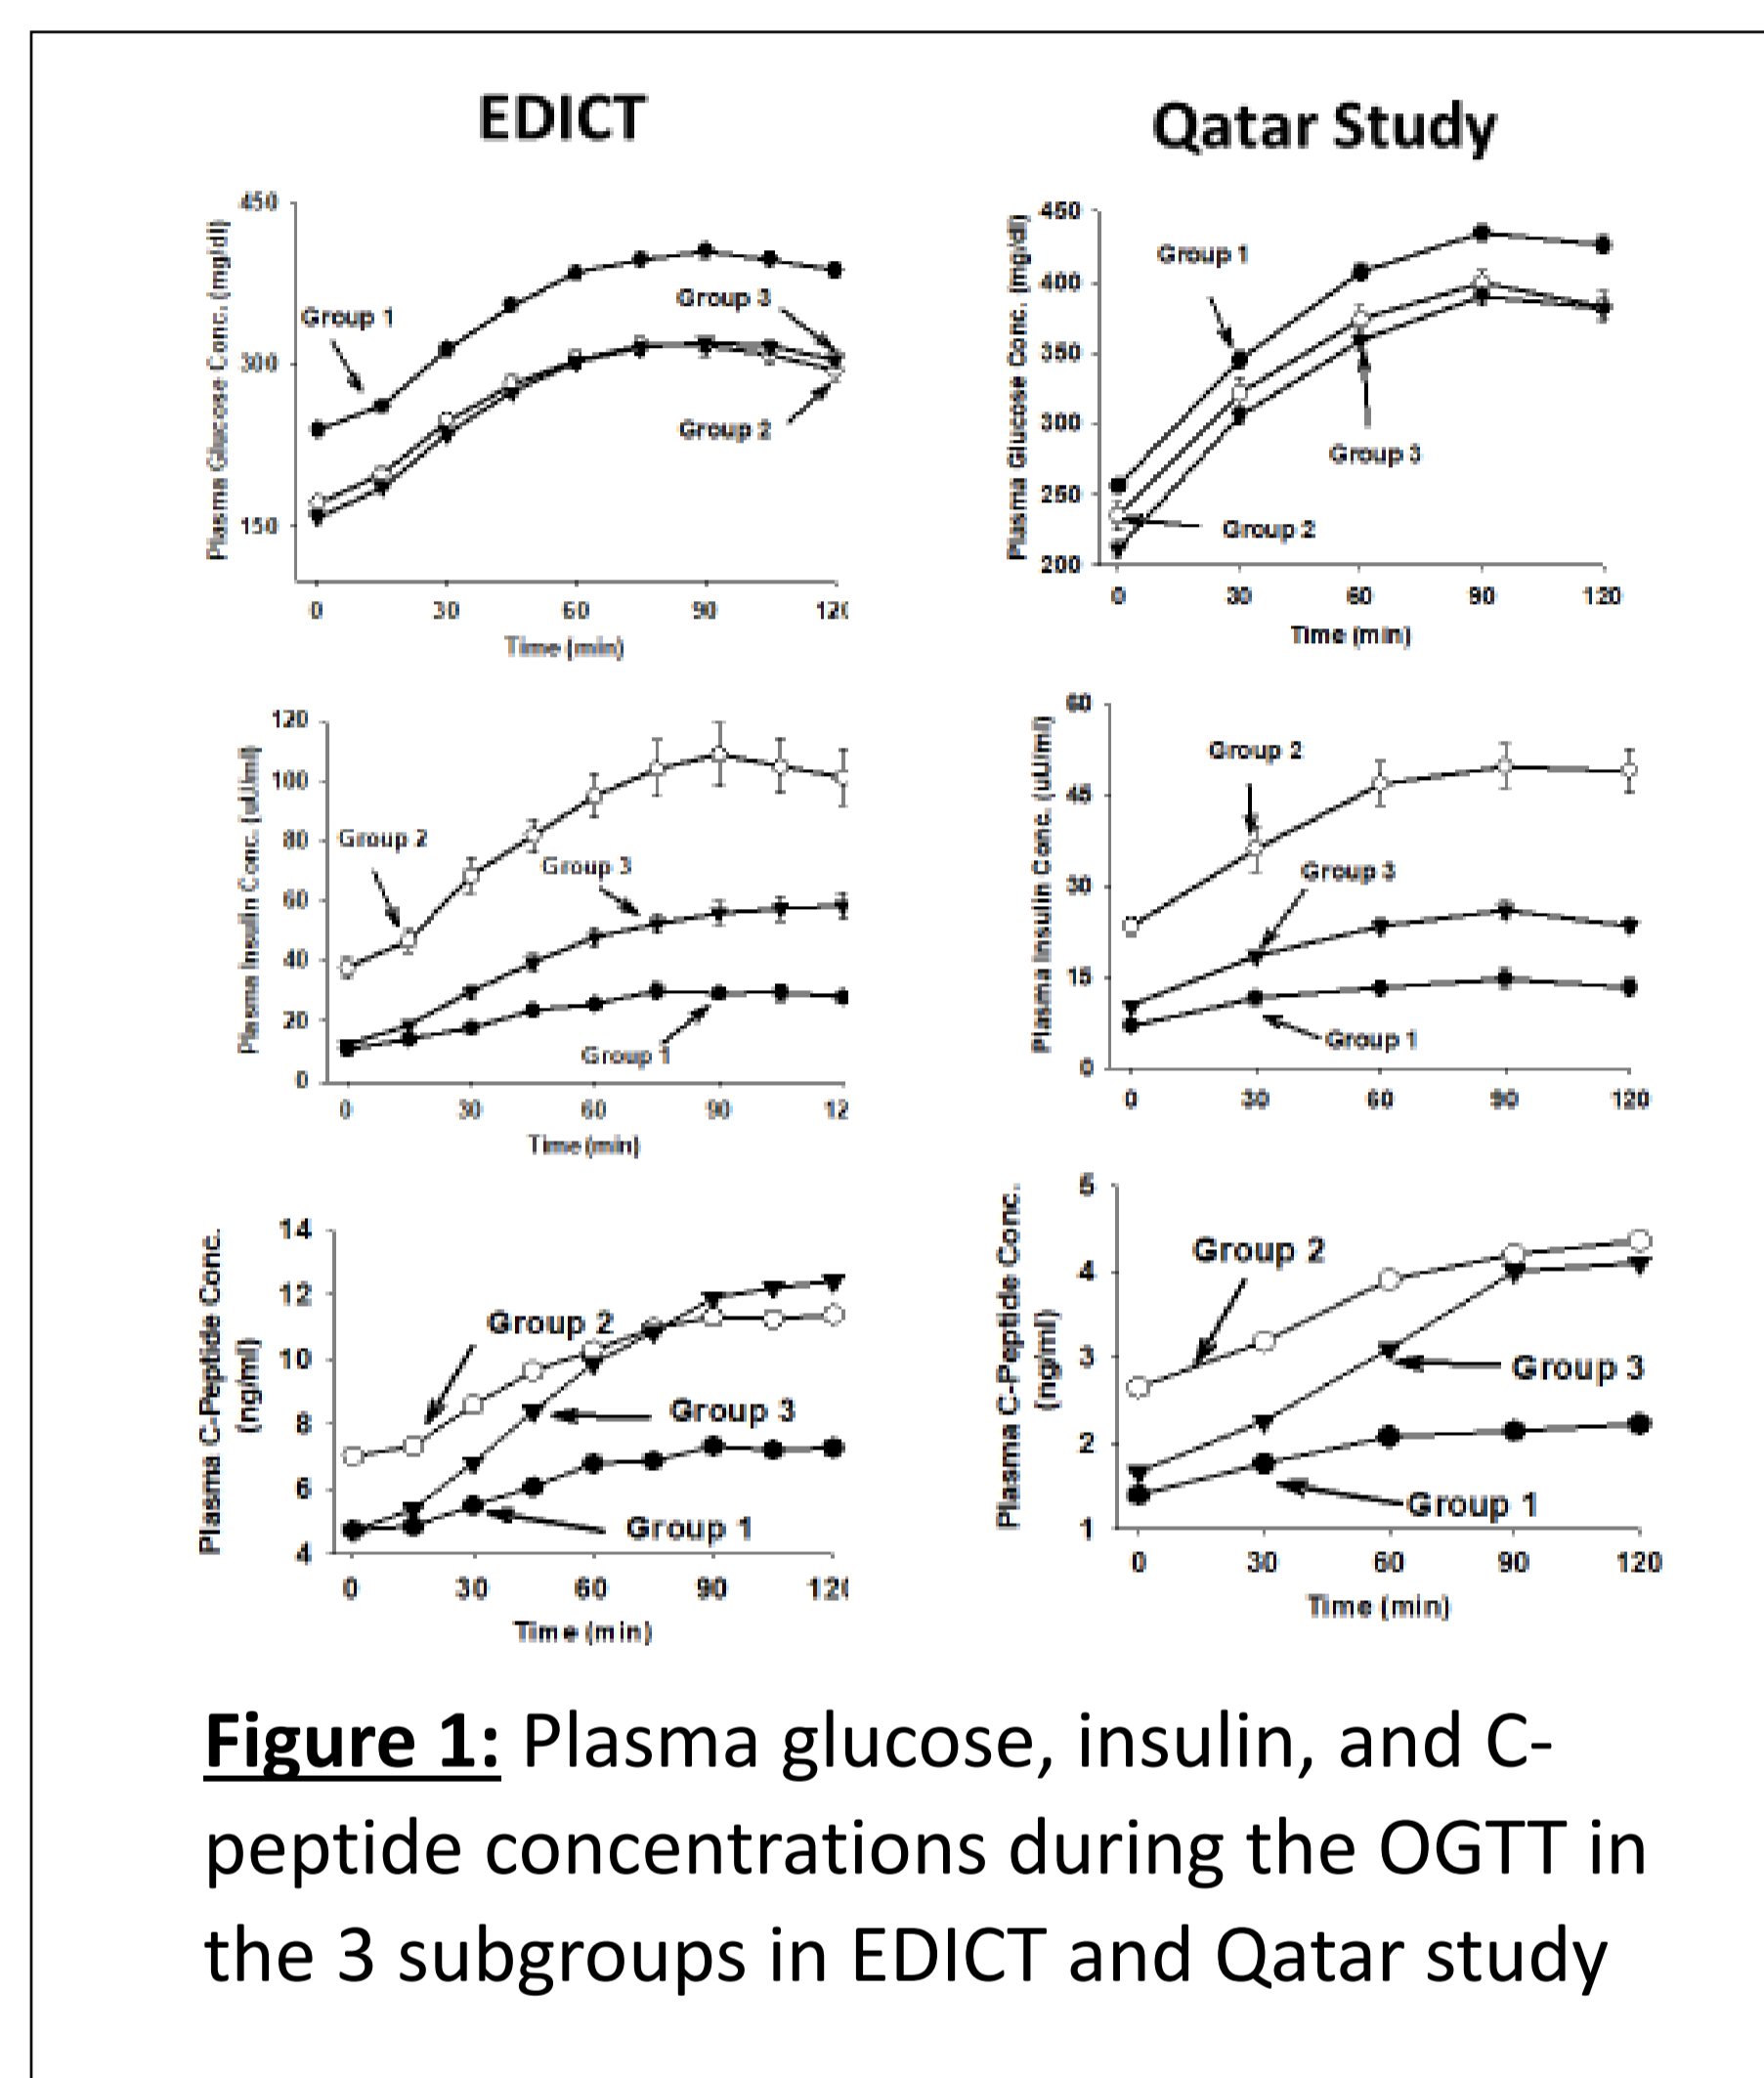 EDICT
Qatar Study
450
300
150
Plasma Glucose Conc. (mg/dl)
Group 1
Group 3
Group 2
0 30 60 90 120
Time (min)
450
400
350
300
250
200
Plasma Glucose Conc. (mg/dl)
Group 1
Group 3
Group 2
0 30 60 90 120
Time (min)
120
100
80
60
40
20
0
Plasma Insulin Conc. (uU/ml)
Group 2
Group 3
Group 1
0 30 60 90 12
Time (min)
60
45
30
15
0
Plasma Insulin Conc. (uU/ml)
Group 2
Group 3
Group 1
0 30 60 90 120
14
12
10
8
6
4
Plasma C-Peptide Conc.
(ng/ml)
Group 2
Group 3
Group 1
0 30 60 90 120
Time (min)
5
4
3
2
1
Plasma C-Peptide Conc.
(ng/ml)
Group 2
Group 3
Group 1
0 30 60 90 120
Time (min)
Figure 1: Plasma glucose, insulin, and C-
peptide concentrations during the OGTT in
the 3 subgroups in EDICT and Qatar study